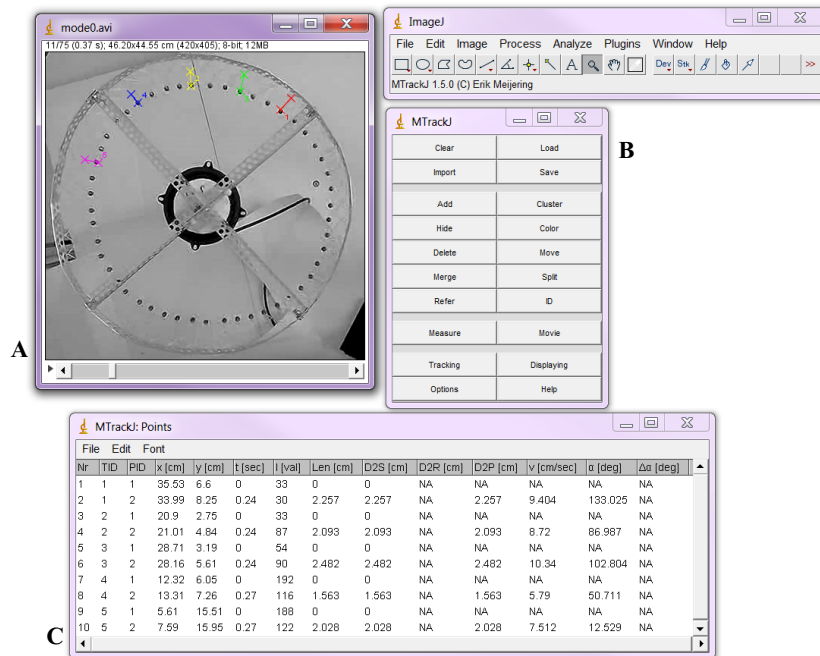 mode0.avi
11/75 (0.37 s); 46.20x44.55 cm (420x405); 8-bit; 12MB
4
1
5
A
ImageJ
File Edit Image Process Analyze Plugins Window Help
A Dev Stk >>
MTrackJ 1.5.0 (C) Erik Meijering
MTrackJ
Clear Load
Import Save
Add Cluster
Hide Color
Delete Move
Merge Split
Refer ID
Measure Movie
Tracking Displaying
Options Help
B
MTrackJ: Points
File Edit Font
Nr TID PID x [cm] y [cm] t [sec] I [val] Len [cm] D2S [cm] D2R [cm] D2P [cm] v [cm/sec] α [deg] Δα [deg]
1 1 1 35.53 6.6 0 33 0 0 NA NA NA NA NA
2 1 2 33.99 8.25 0.24 30 2.257 2.257 NA 2.257 9.404 133.025 NA
3 2 1 20.9 2.75 0 33 0 0 NA NA NA NA NA
4 2 2 21.01 4.84 0.24 87 2.093 2.093 NA 2.093 8.72 86.987 NA
5 3 1 28.71 3.19 0 54 0 0 NA NA NA NA NA
6 3 2 28.16 5.61 0.24 90 2.482 2.482 NA 2.482 10.34 102.804 NA
7 4 1 12.32 6.05 0 192 0 0 NA NA NA NA NA
8 4 2 13.31 7.26 0.27 116 1.563 1.563 NA 1.563 5.79 50.711 NA
9 5 1 5.61 15.51 0 188 0 0 NA NA NA NA NA
10 5 2 7.59 15.95 0.27 122 2.028 2.028 NA 2.028 7.512 12.529 NA
C